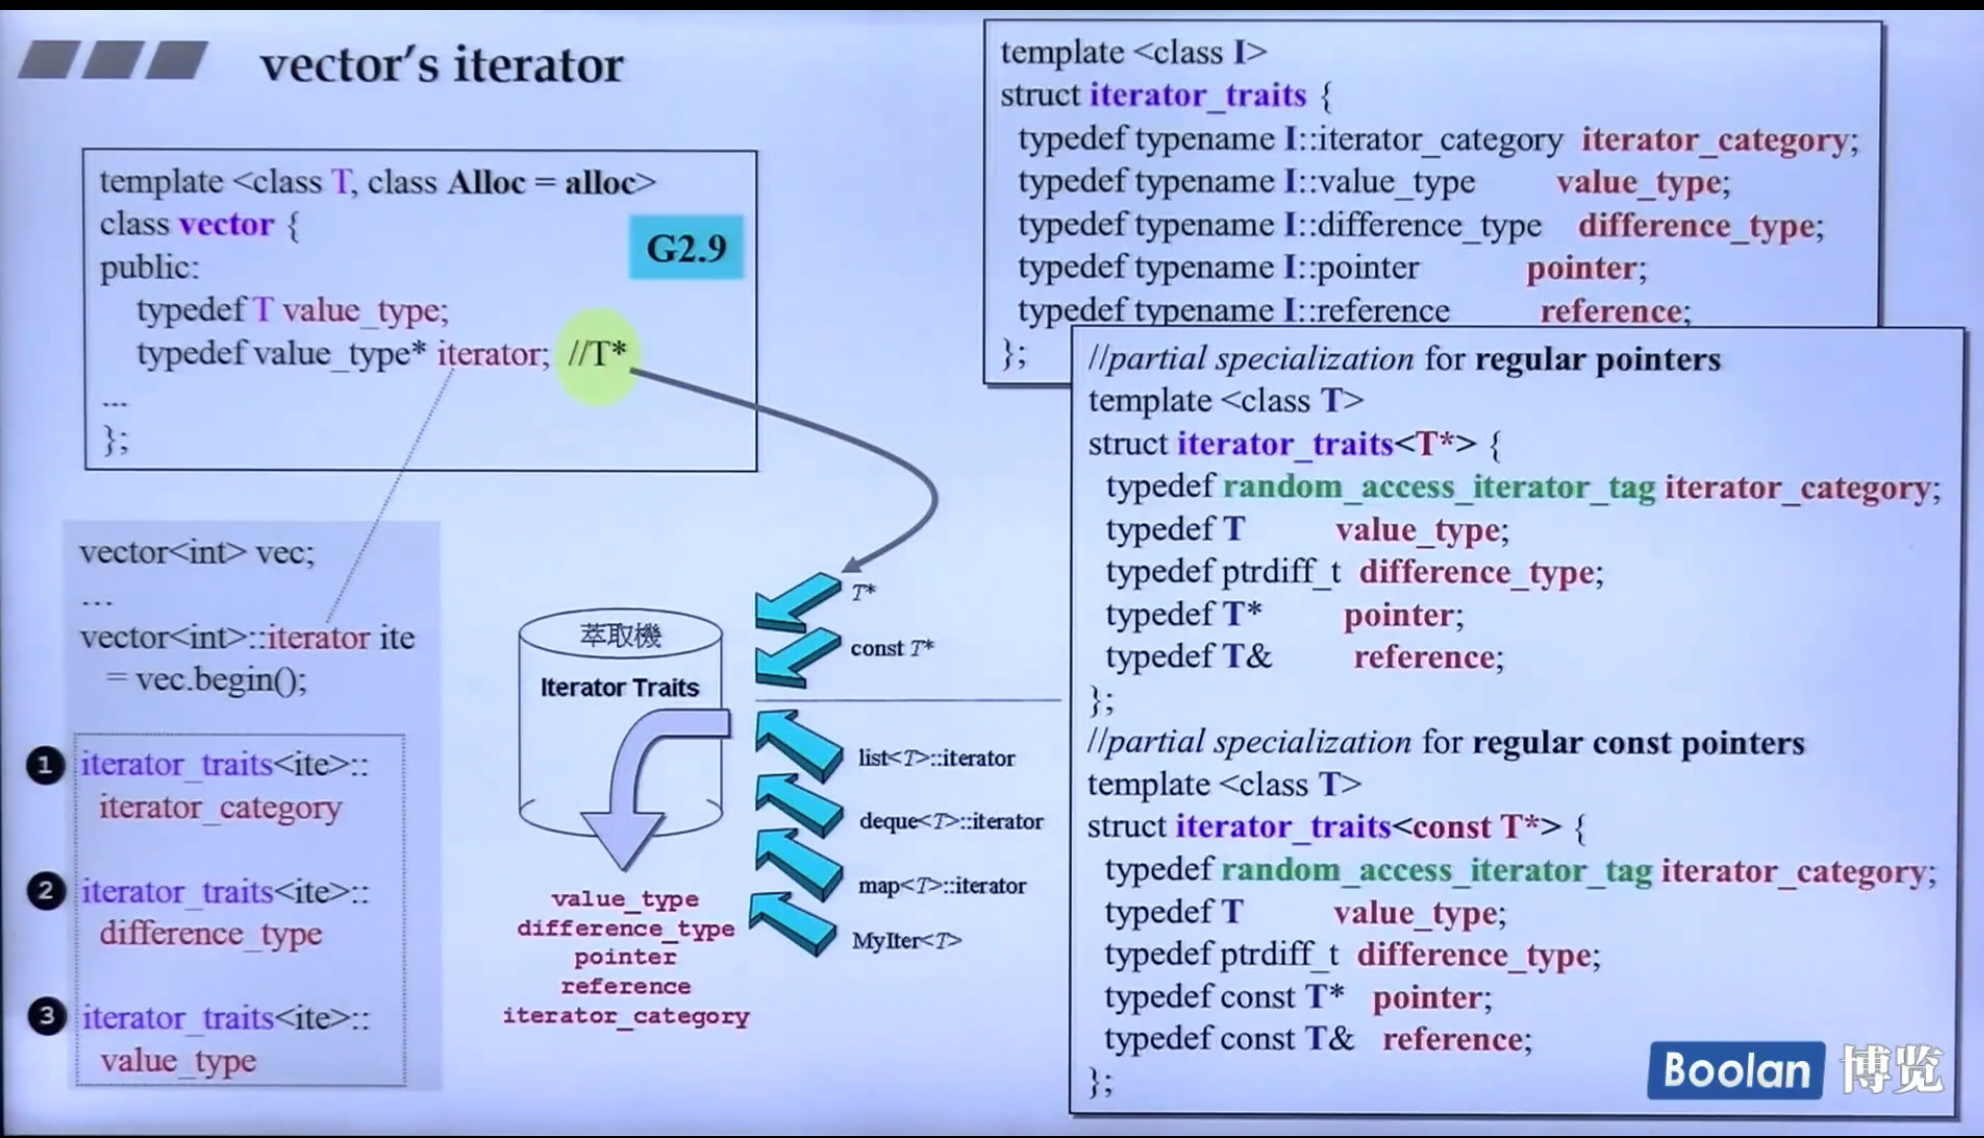 vector's iterator
template <class T, class Alloc = alloc>
class vector {
public:
typedef T value_type;
typedef value_type* iterator; //T*
...
};
G2.9
vector<int> vec;
...
vector<int>::iterator ite
= vec.begin();
1 iterator_traits<ite>::
iterator_category
2 iterator_traits<ite>::
difference_type
3 iterator_traits<ite>::
value_type
萃取機
Iterator Traits
value_type
difference_type
pointer
reference
iterator_category
T*
const T*
list<T>::iterator
deque<T>::iterator
map<T>::iterator
MyIter<T>
template <class I>
struct iterator_traits {
typedef typename I::iterator_category iterator_category;
typedef typename I::value_type value_type;
typedef typename I::difference_type difference_type;
typedef typename I::pointer pointer;
typedef typename I::reference reference;
};
//partial specialization for regular pointers
template <class T>
struct iterator_traits<T*> {
typedef random_access_iterator_tag iterator_category;
typedef T value_type;
typedef ptrdiff_t difference_type;
typedef T* pointer;
typedef T& reference;
};
//partial specialization for regular const pointers
template <class T>
struct iterator_traits<const T*> {
typedef random_access_iterator_tag iterator_category;
typedef T value_type;
typedef ptrdiff_t difference_type;
typedef const T* pointer;
typedef const T& reference;
};
Boolan 博览